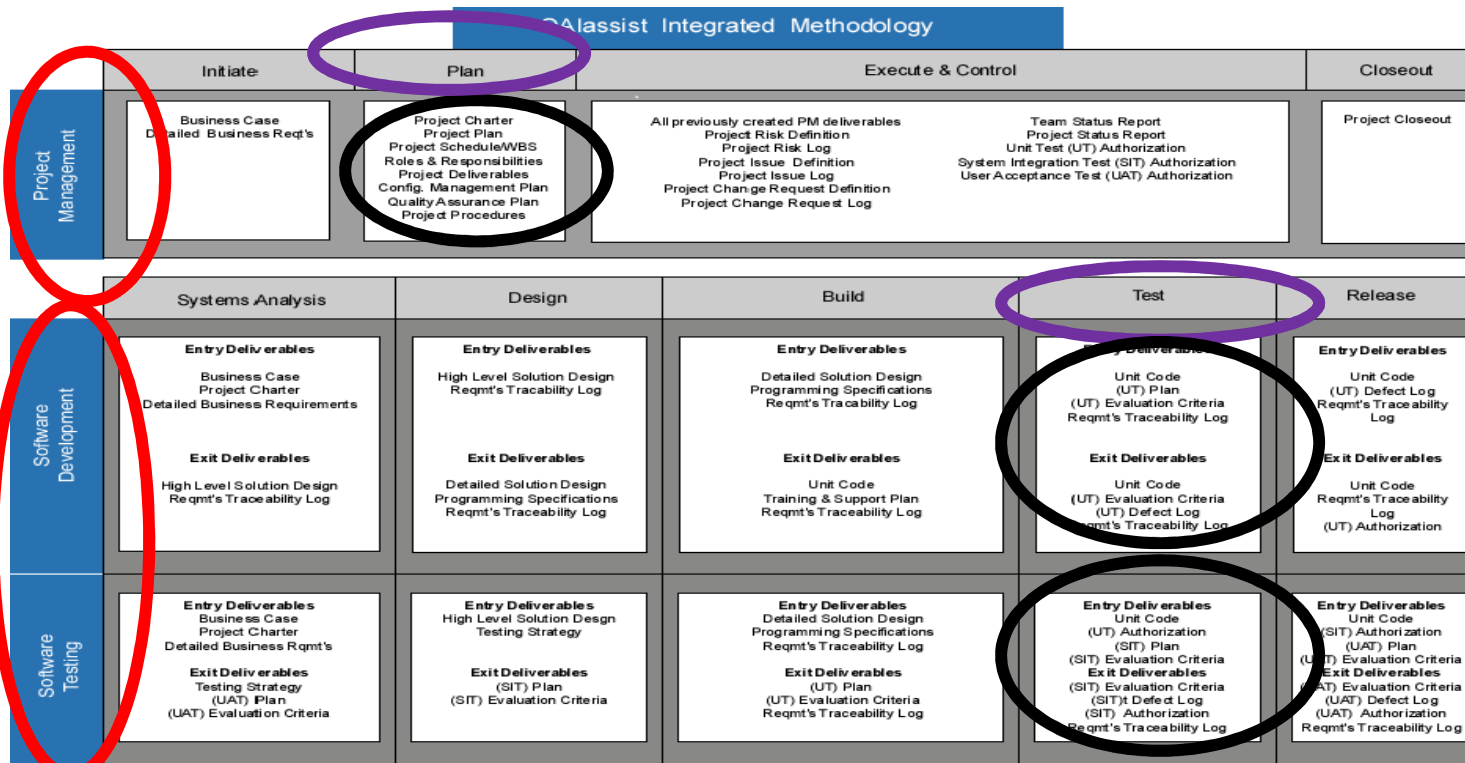 QAIassist Integrated Methodology
Initiate
Plan
Execute & Control
Closeout
Project
Management
Business Case
Detailed Business Reqt's
Project Charter
Project Plan
Project Schedule/WBS
Roles & Responsibilities
Project Deliverables
Config. Management Plan
Quality Assurance Plan
Project Procedures
All previously created PM deliverables
Project Risk Definition
Project Risk Log
Project Issue Definition
Project Issue Log
Project Change Request Definition
Project Change Request Log
Team Status Report
Project Status Report
Unit Test (UT) Authorization
System Integration Test (SIT) Authorization
User Acceptance Test (UAT) Authorization
Project Closeout
Systems Analysis
Design
Build
Test
Release
Software
Development
Entry Deliverables
Business Case
Project Charter
Detailed Business Requirements
Exit Deliverables
High Level Solution Design
Reqmt's Traceability Log
Entry Deliverables
High Level Solution Design
Reqmt's Tracability Log
Exit Deliverables
Detailed Solution Design
Programming Specifications
Reqmt's Traceability Log
Entry Deliverables
Detailed Solution Design
Programming Specifications
Reqmt's Tracability Log
Exit Deliverables
Unit Code
Training & Support Plan
Reqmt's Traceability Log
Entry Deliverables
Unit Code
(UT) Plan
(UT) Evaluation Criteria
Reqmt's Traceability Log
Exit Deliverables
Unit Code
(UT) Evaluation Criteria
(UT) Defect Log
Reqmt's Traceability Log
Entry Deliverables
Unit Code
(UT) Defect Log
Reqmt's Traceability
Log
Exit Deliverables
Unit Code
Reqmt's Traceability
Log
(UT) Authorization
Software
Testing
Entry Deliverables
Business Case
Project Charter
Detailed Business Rqmt's
Exit Deliverables
Testing Strategy
(UAT) Plan
(UAT) Evaluation Criteria
Entry Deliverables
High Level Solution Desgn
Testing Strategy
Exit Deliverables
(SIT) Plan
(SIT) Evaluation Criteria
Entry Deliverables
Detailed Solution Design
Programming Specifications
Reqmt's Traceability Log
Exit Deliverables
(UT) Plan
(UT) Evaluation Criteria
Reqmt's Traceability Log
Entry Deliverables
Unit Code
(UT) Authorization
(SIT) Plan
(SIT) Evaluation Criteria
Exit Deliverables
(SIT) Evaluation Criteria
(SIT)t Defect Log
(SIT) Authorization
Reqmt's Traceability Log
Entry Deliverables
Unit Code
(SIT) Authorization
(UAT) Plan
(UAT) Evaluation Criteria
Exit Deliverables
(UAT) Evaluation Criteria
(UAT) Defect Log
(UAT) Authorization
Reqmt's Traceability Log